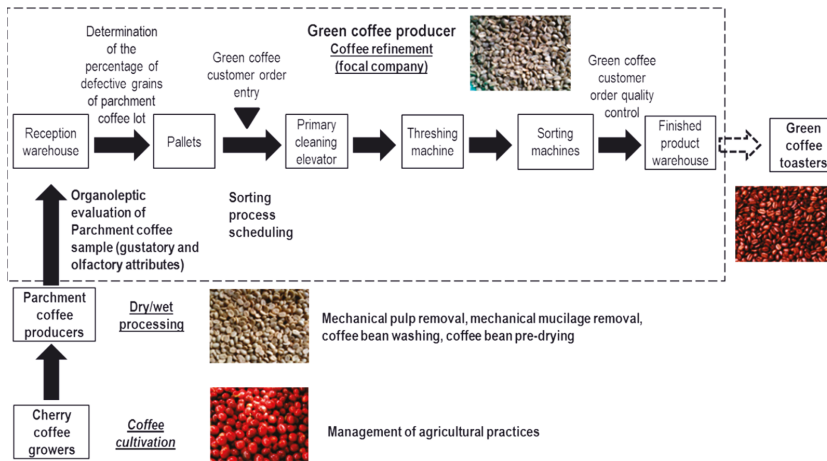 Determination
of the
percentage of
defective grains
of parchment
coffee lot
Green coffee
customer order
entry
Green coffee producer
Coffee refinement
(focal company)
Green coffee
customer
order quality
control
Reception
warehouse
Pallets
Primary
cleaning
elevator
Threshing
machine
Sorting
machines
Finished
product
warehouse
Green
coffee
toasters
Organoleptic
evaluation of
Parchment coffee
sample (gustatory and
olfactory attributes)
Sorting
process
scheduling
Parchment
coffee
producers
Dry/wet
processing
Mechanical pulp removal, mechanical mucilage removal,
coffee bean washing, coffee bean pre-drying
Cherry
coffee
growers
Coffee
cultivation
Management of agricultural practices